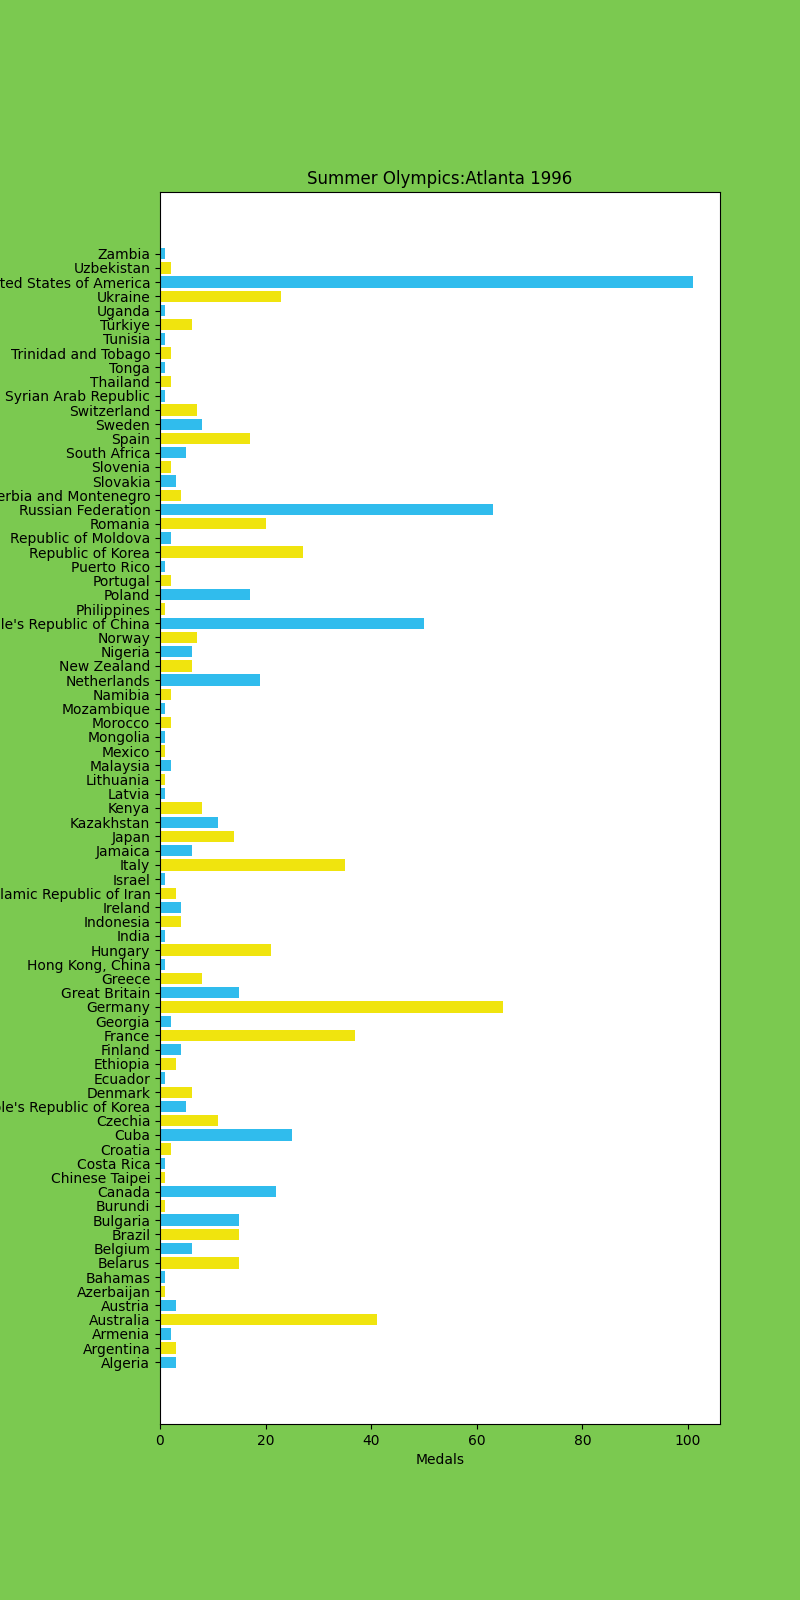 Summer Olympics:Atlanta 1996
Zambia
Uzbekistan
ted States of America
Ukraine
Uganda
Türkiye
Tunisia
Trinidad and Tobago
Tonga
Thailand
Syrian Arab Republic
Switzerland
Sweden
Spain
South Africa
Slovenia
Slovakia
erbia and Montenegro
Russian Federation
Romania
Republic of Moldova
Republic of Korea
Puerto Rico
Portugal
Poland
Philippines
le's Republic of China
Norway
Nigeria
New Zealand
Netherlands
Namibia
Mozambique
Morocco
Mongolia
Mexico
Malaysia
Lithuania
Latvia
Kenya
Kazakhstan
Japan
Jamaica
Italy
Israel
lamic Republic of Iran
Ireland
Indonesia
India
Hungary
Hong Kong, China
Greece
Great Britain
Germany
Georgia
France
Finland
Ethiopia
Ecuador
Denmark
le's Republic of Korea
Czechia
Cuba
Croatia
Costa Rica
Chinese Taipei
Canada
Burundi
Bulgaria
Brazil
Belgium
Belarus
Bahamas
Azerbaijan
Austria
Australia
Armenia
Argentina
Algeria
0 20 40 60 80 100
Medals